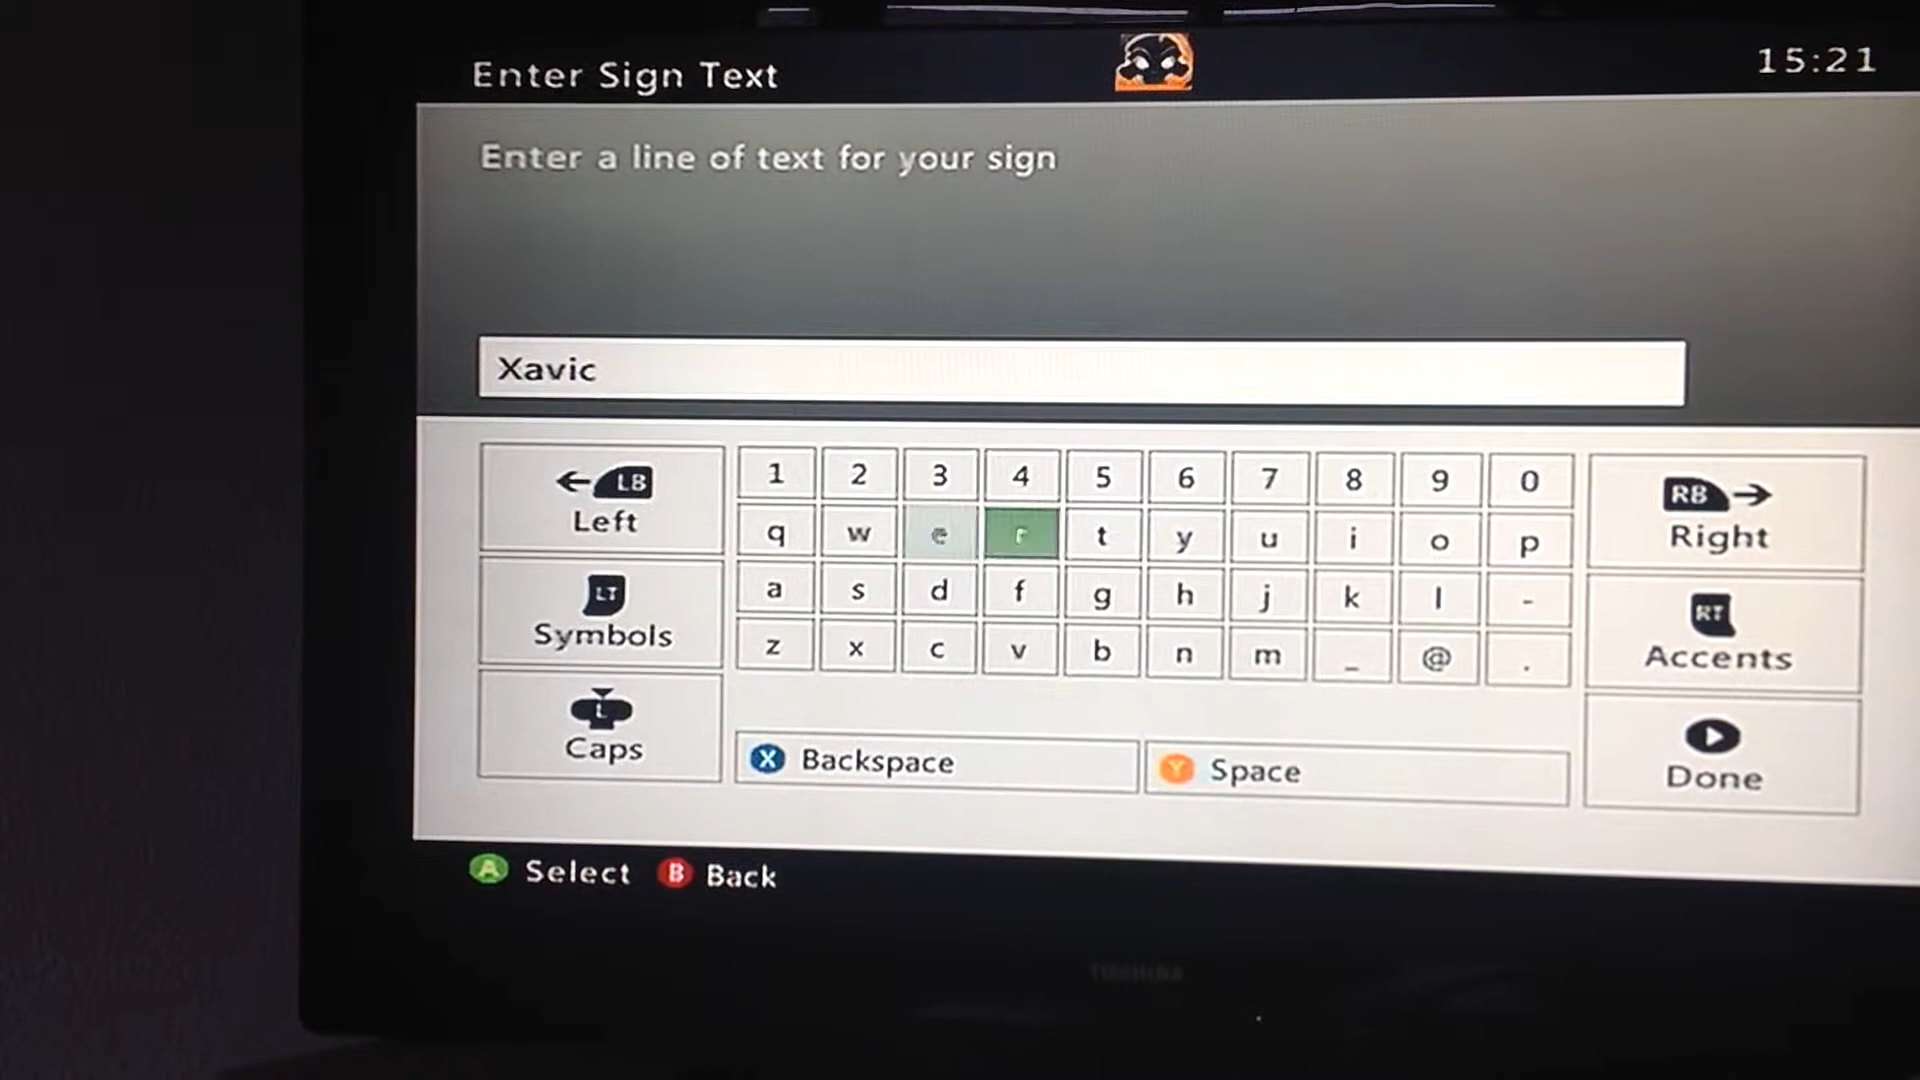 Enter Sign Text
15:21
Enter a line of text for your sign
Xavic
LB
Left
1 2 3 4 5 6 7 8 9 0
RB
Right
q w e r t y u i o p
LT
Symbols
a s d f g h j k l -
RT
Accents
z x c v b n m _ @ .
L
Caps
X Backspace
Y Space
Done
A Select B Back
TOSHIBA